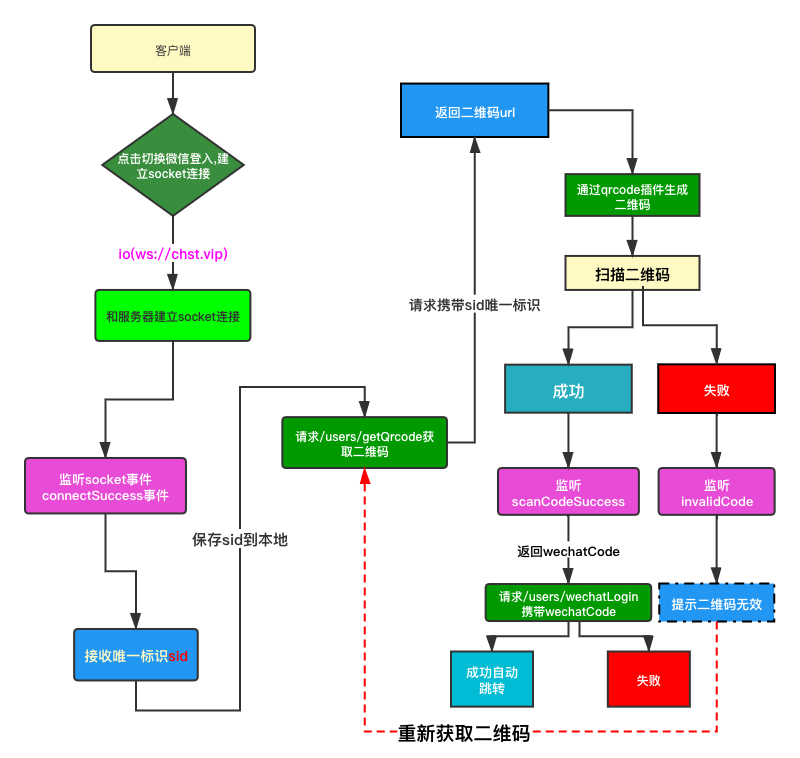 客户端
点击切换微信登入,建
立socket连接
io(ws://chst.vip)
和服务器建立socket连接
监听socket事件
connectSuccess事件
接收唯一标识sid
保存sid到本地
请求/users/getQrcode获
取二维码
请求携带sid唯一标识
返回二维码url
通过qrcode插件生成
二维码
扫描二维码
成功
失败
监听
scanCodeSuccess
监听
invalidCode
返回wechatCode
请求/users/wechatLogin
携带wechatCode
提示二维码无效
成功自动
跳转
失败
重新获取二维码